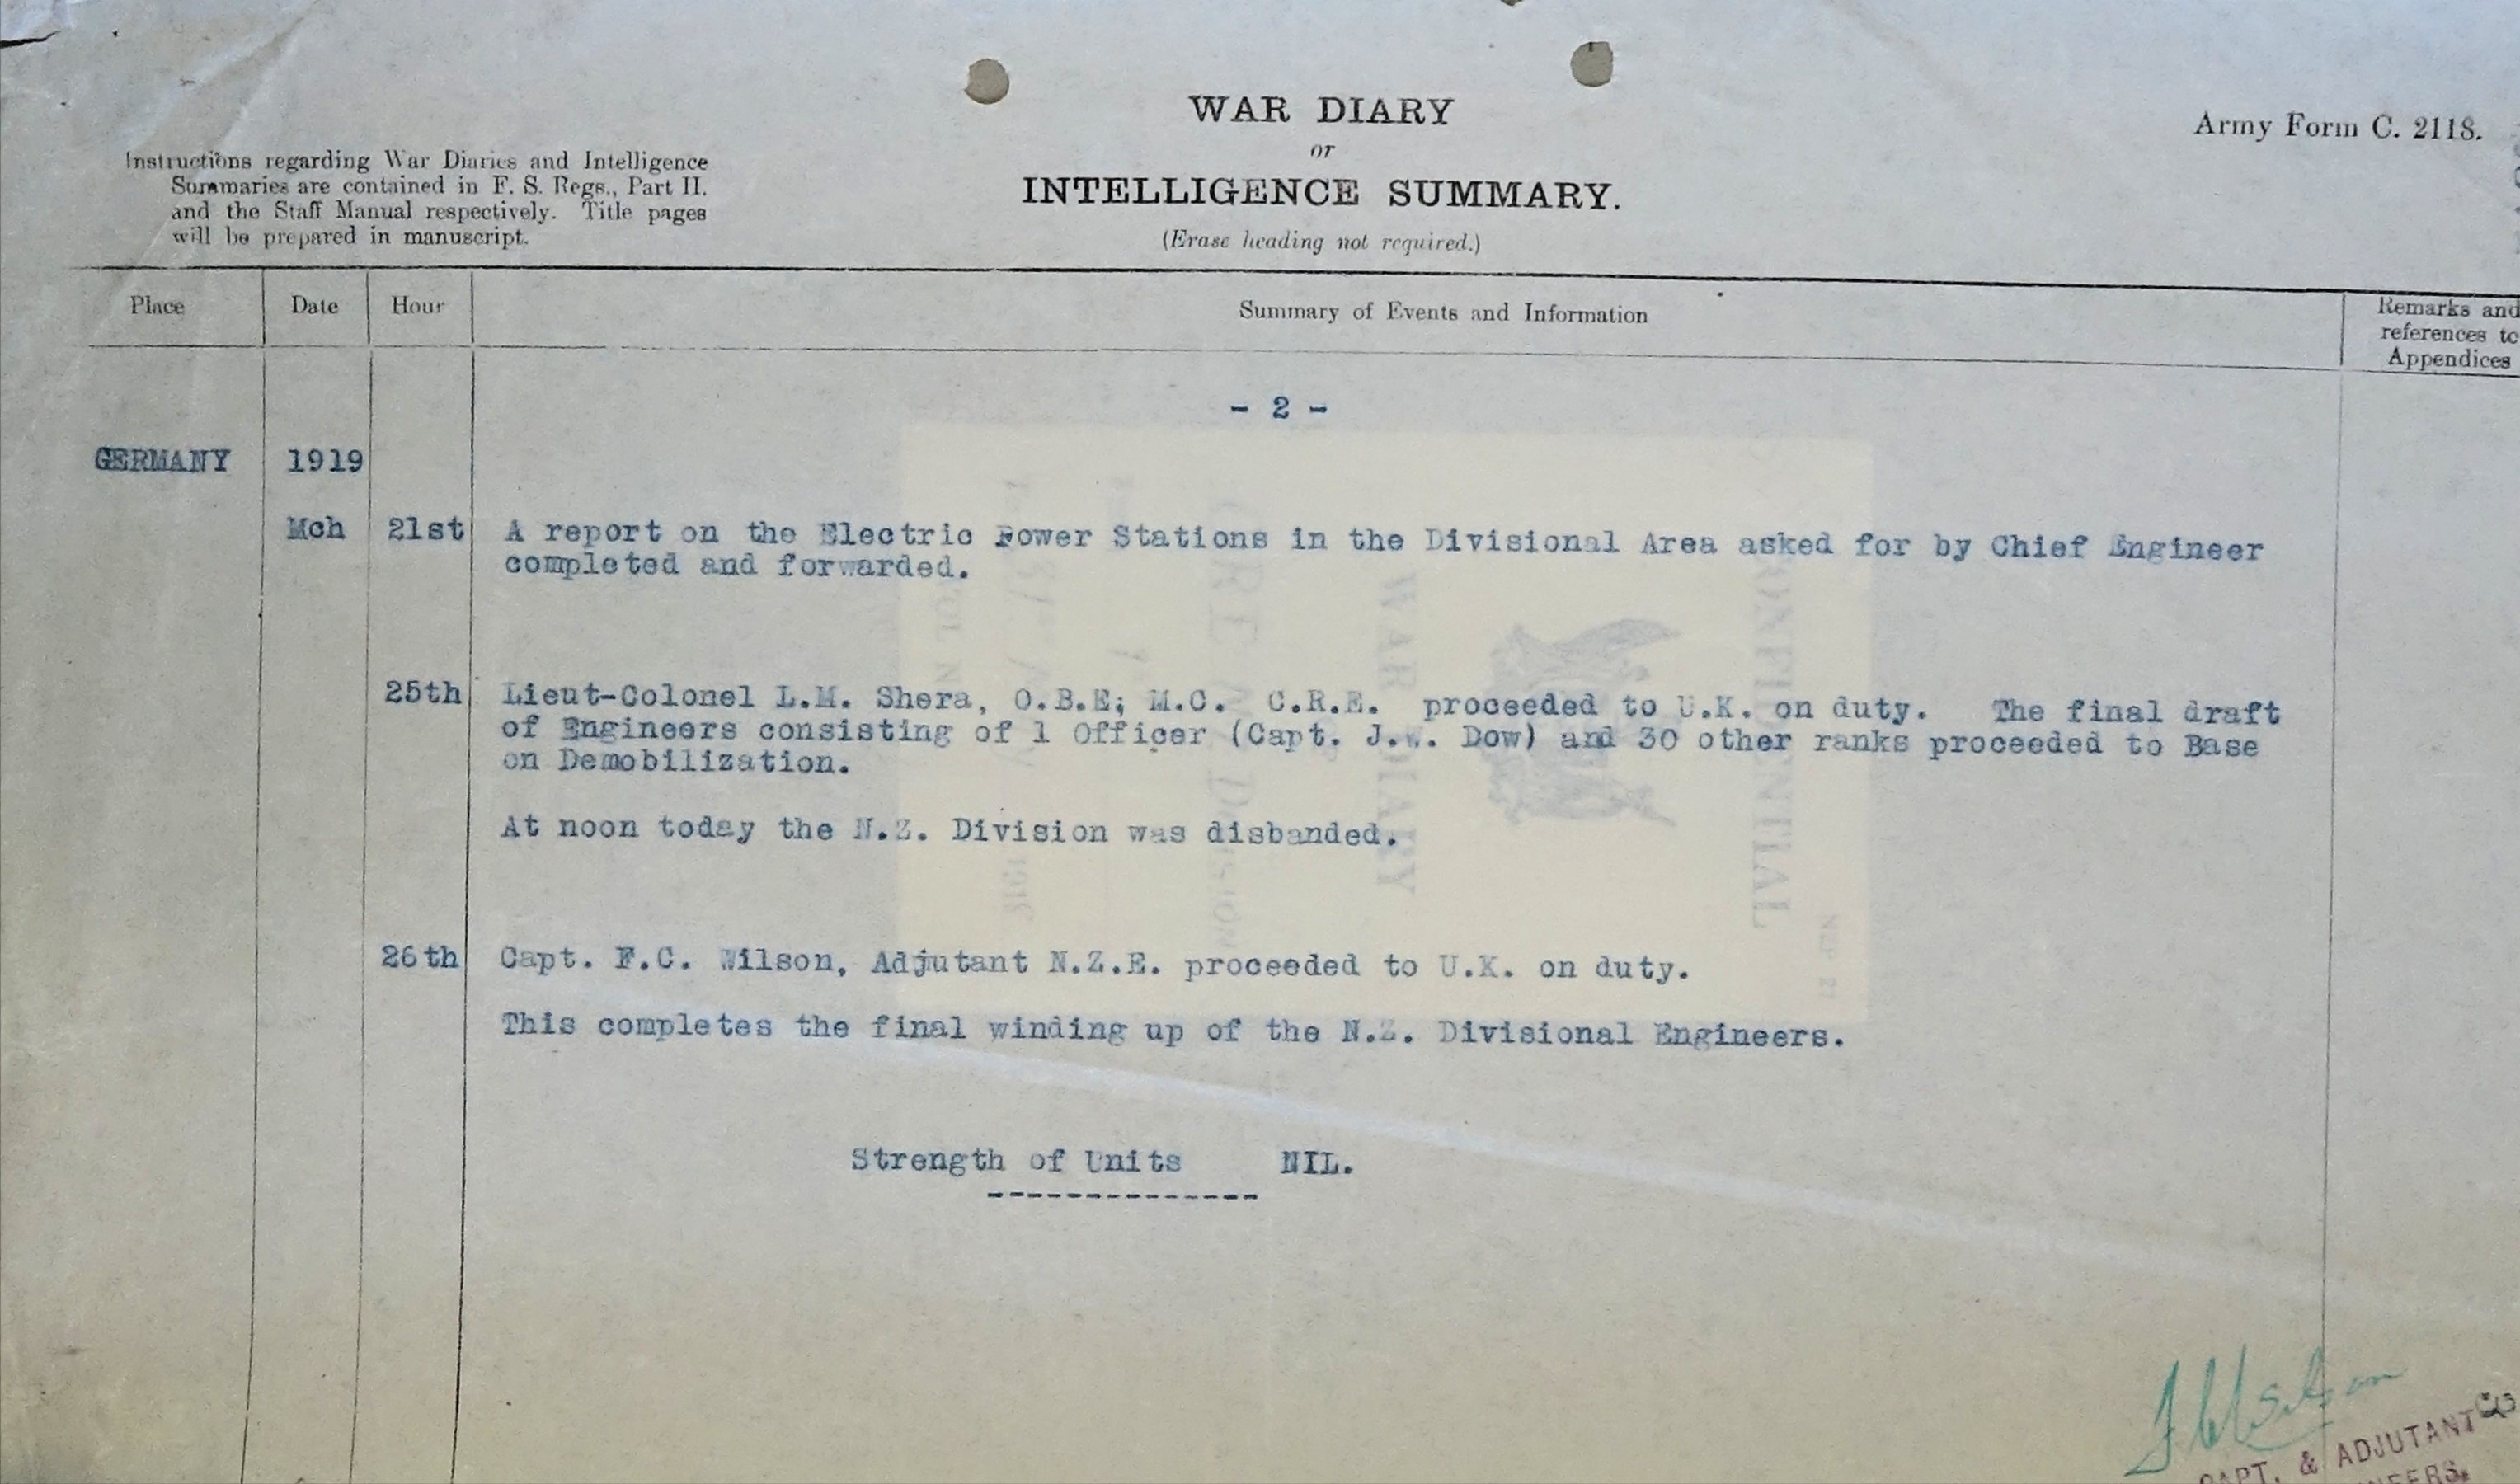 WAR DIARY
or
INTELLIGENCE SUMMARY.
(Erase heading not required.)
Army Form C. 2118.
Instructions regarding War Diaries and Intelligence
Summaries are contained in F. S. Regs., Part II.
and the Staff Manual respectively. Title pages
will be prepared in manuscript.
Place Date Hour Summary of Events and Information Remarks and
references to
Appendices
- 2 -
GERMANY 1919
Mch 21st A report on the Electric Power Stations in the Divisional Area asked for by Chief Engineer
completed and forwarded.
25th Lieut-Colonel L.M. Shera, O.B.E; M.C. C.R.E. proceeded to U.K. on duty. The final draft
of Engineers consisting of 1 Officer (Capt. J.W. Dow) and 30 other ranks proceeded to Base
on Demobilization.
At noon today the N.Z. Division was disbanded.
26th Capt. F.C. Wilson, Adjutant N.Z.E. proceeded to U.K. on duty.
This completes the final winding up of the N.Z. Divisional Engineers.
Strength of Units NIL.
FCWilson
CAPT. & ADJUTANT